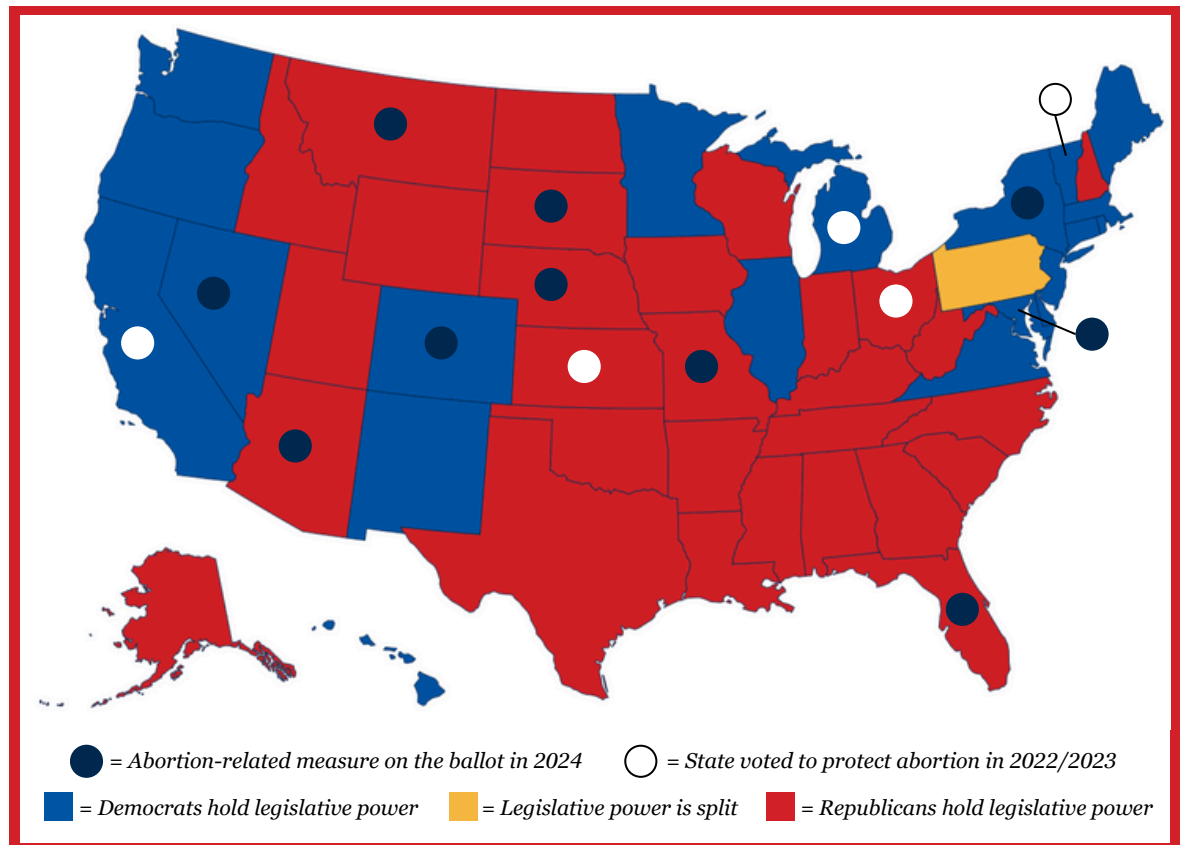 = Abortion-related measure on the ballot in 2024 = State voted to protect abortion in 2022/2023
= Democrats hold legislative power = Legislative power is split = Republicans hold legislative power